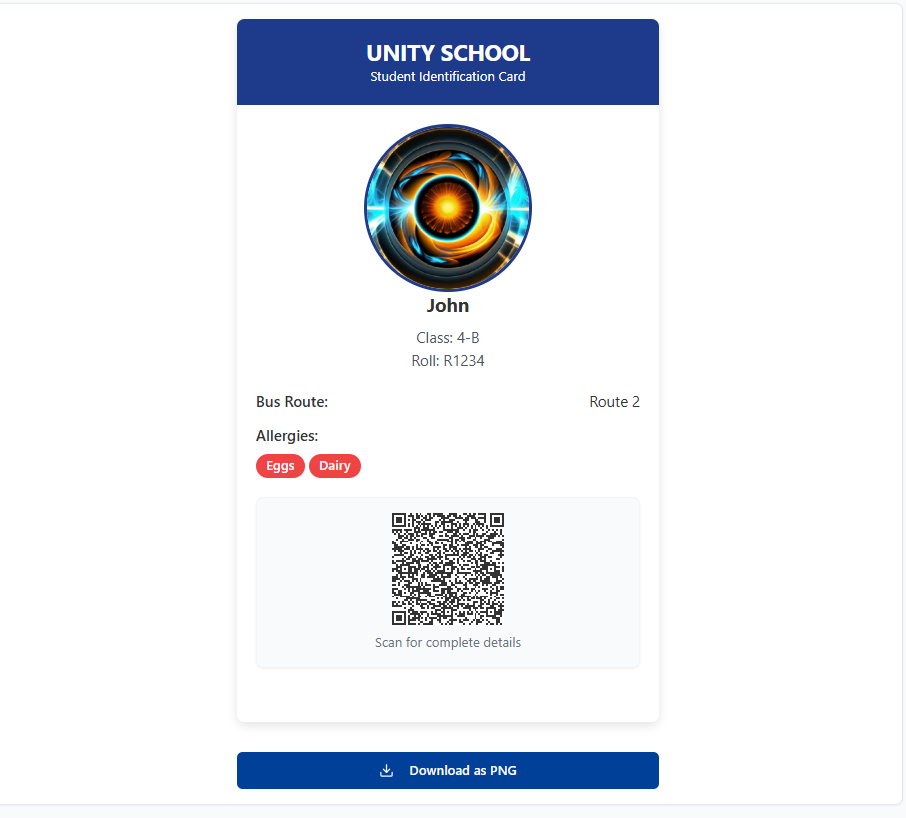 UNITY SCHOOL
Student Identification Card
John
Class: 4-B
Roll: R1234
Bus Route: Route 2
Allergies:
Eggs Dairy
Scan for complete details
Download as PNG